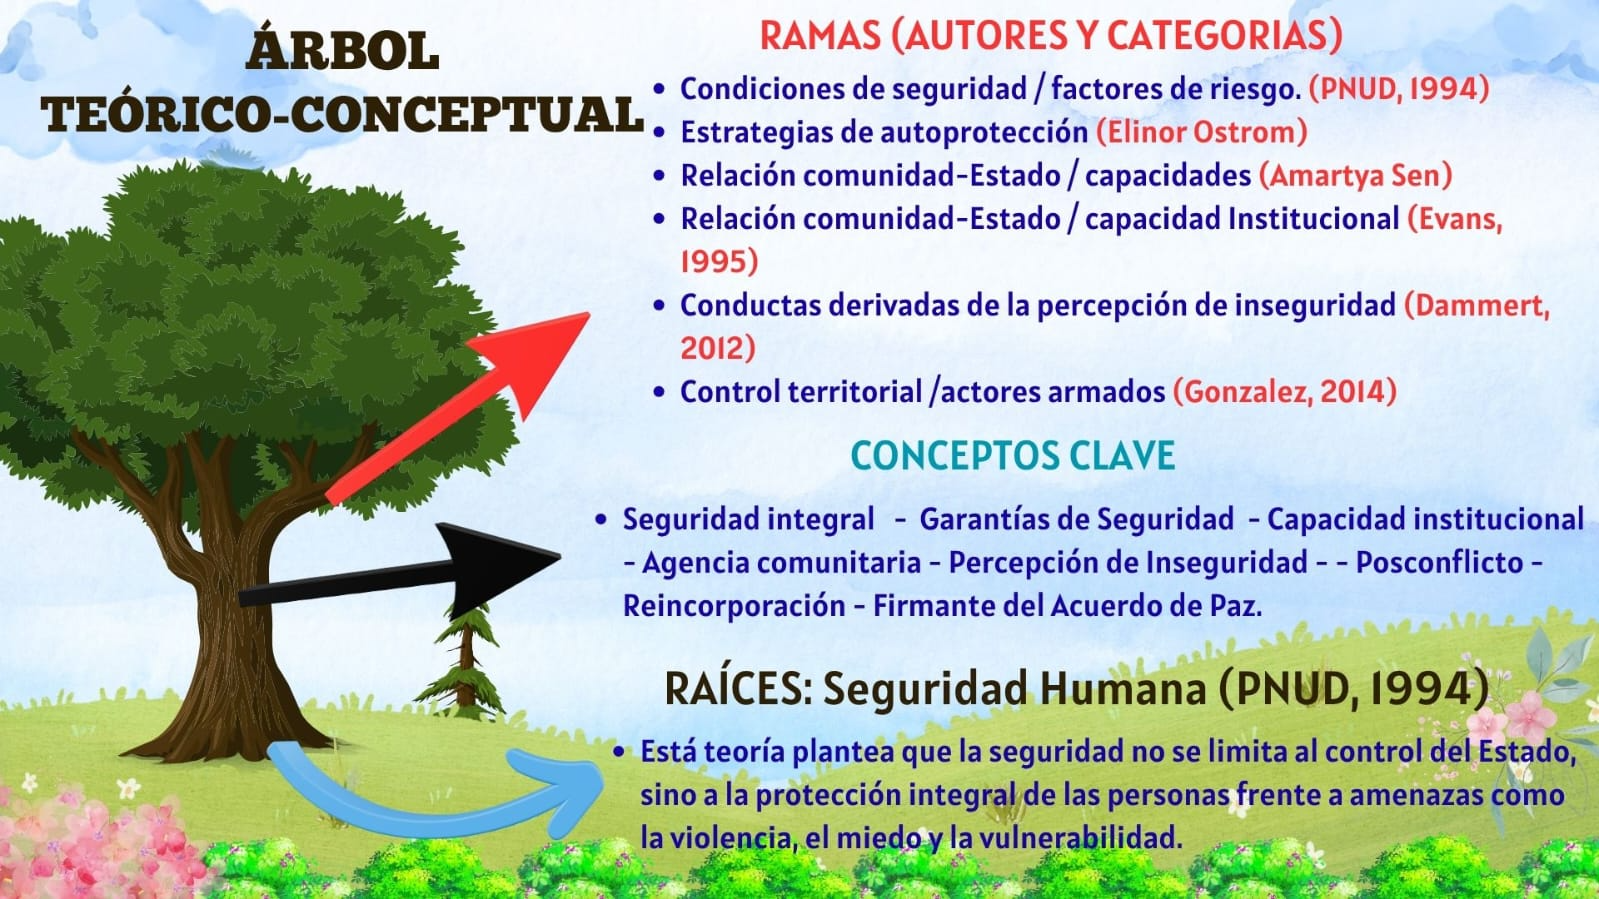 ÁRBOL
TEÓRICO-CONCEPTUAL
RAMAS (AUTORES Y CATEGORIAS)
• Condiciones de seguridad / factores de riesgo. (PNUD, 1994)
• Estrategias de autoprotección (Elinor Ostrom)
• Relación comunidad-Estado / capacidades (Amartya Sen)
• Relación comunidad-Estado / capacidad Institucional (Evans,
1995)
• Conductas derivadas de la percepción de inseguridad (Dammert,
2012)
• Control territorial /actores armados (Gonzalez, 2014)
CONCEPTOS CLAVE
• Seguridad integral - Garantías de Seguridad - Capacidad institucional
- Agencia comunitaria - Percepción de Inseguridad - - Posconflicto -
Reincorporación - Firmante del Acuerdo de Paz.
RAÍCES: Seguridad Humana (PNUD, 1994)
• Está teoría plantea que la seguridad no se limita al control del Estado,
sino a la protección integral de las personas frente a amenazas como
la violencia, el miedo y la vulnerabilidad.